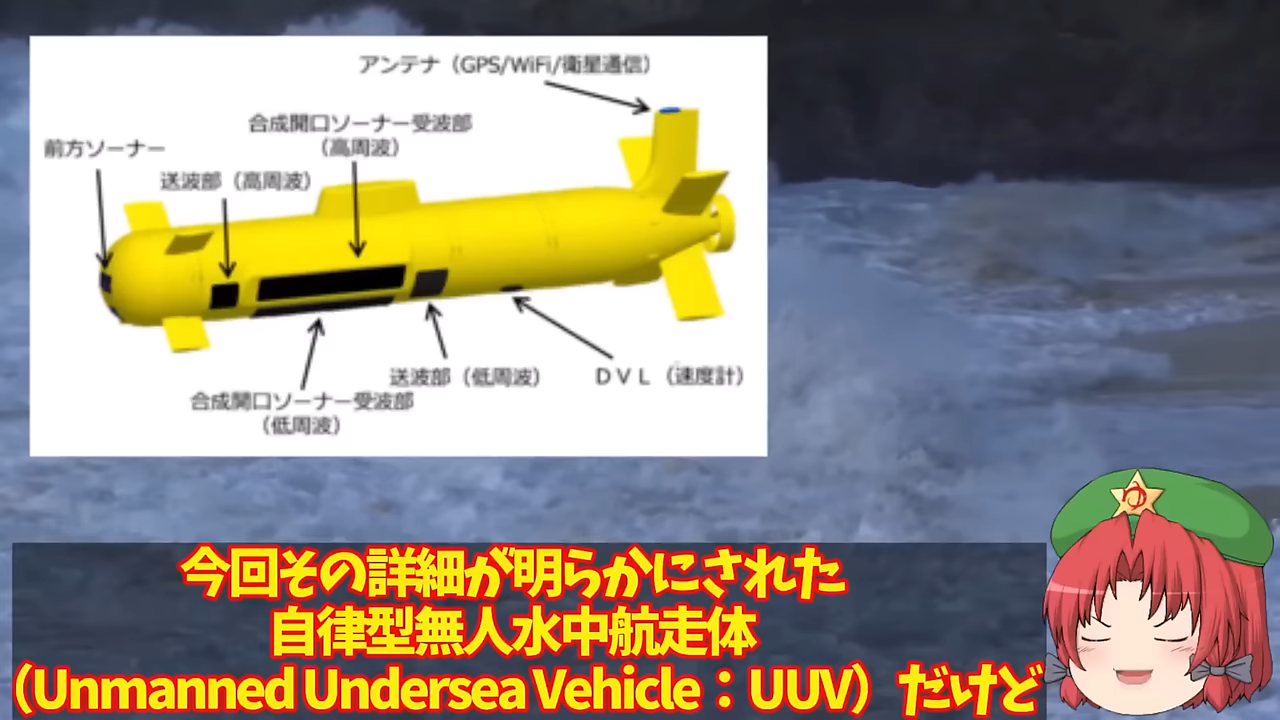 アンテナ（GPS/WiFi/衛星通信）
合成開口ソーナー受波部
（高周波）
前方ソーナー
送波部（高周波）
送波部（低周波）
ＤＶＬ（速度計）
合成開口ソーナー受波部
（低周波）
ゆ
今回その詳細が明らかにされた
自律型無人水中航走体
（Unmanned Undersea Vehicle：UUV）だけど